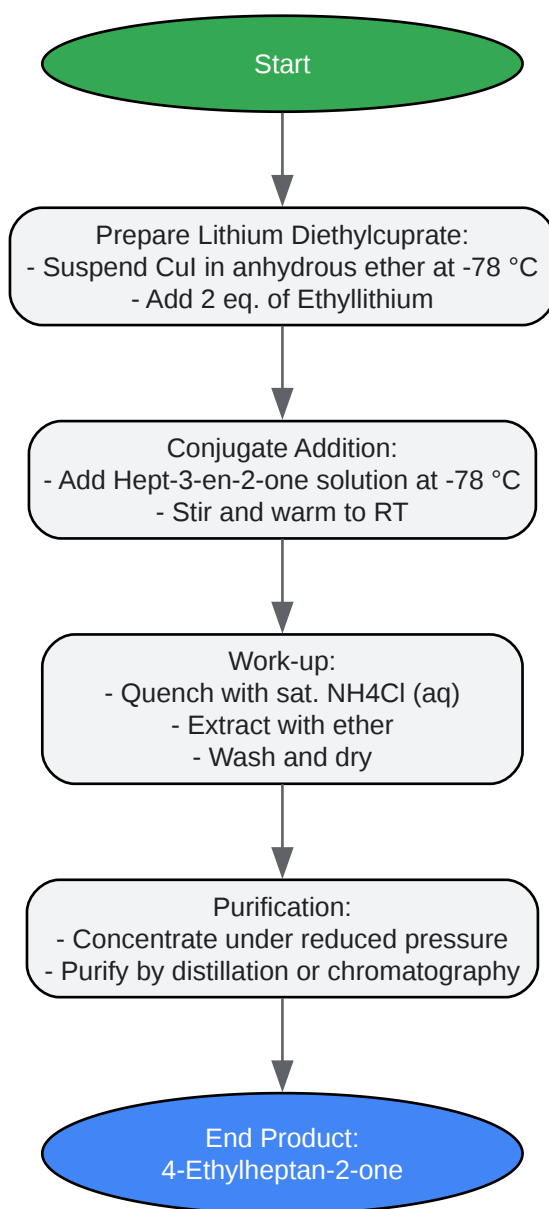 Start
Prepare Lithium Diethylcuprate:
- Suspend CuI in anhydrous ether at -78 °C
- Add 2 eq. of Ethyllithium
Conjugate Addition:
- Add Hept-3-en-2-one solution at -78 °C
- Stir and warm to RT
Work-up:
- Quench with sat. NH4Cl (aq)
- Extract with ether
- Wash and dry
Purification:
- Concentrate under reduced pressure
- Purify by distillation or chromatography
End Product:
4-Ethylheptan-2-one